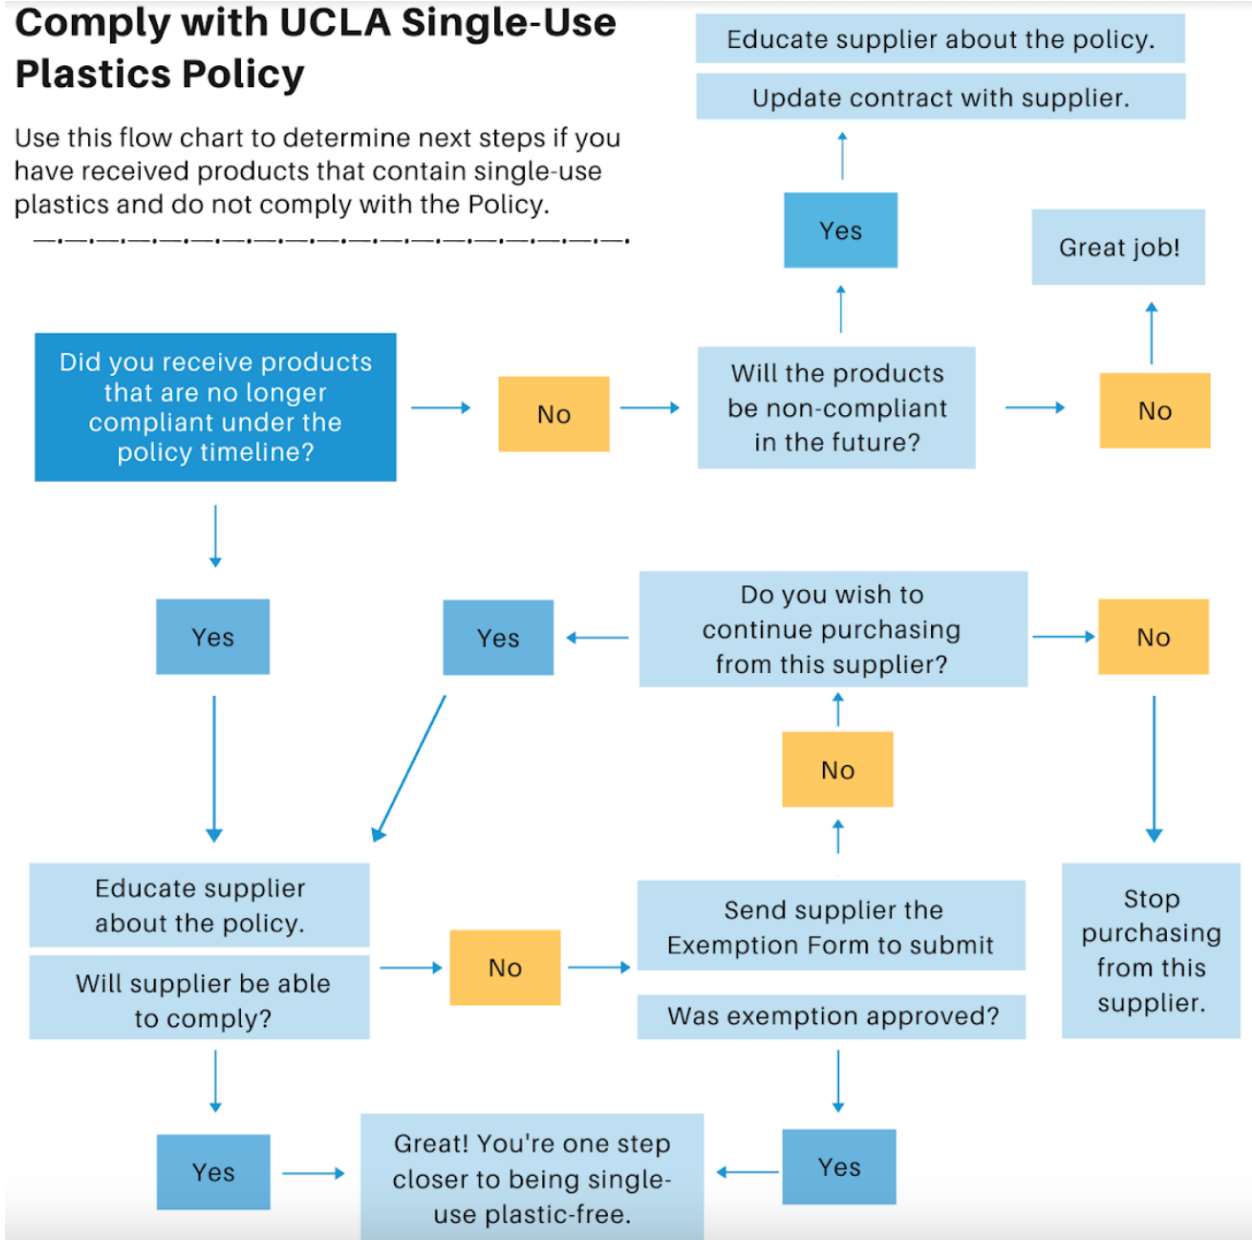 Comply with UCLA Single-Use
Plastics Policy
Use this flow chart to determine next steps if you
have received products that contain single-use
plastics and do not comply with the Policy.
Educate supplier about the policy.
Update contract with supplier.
Yes
Great job!
Did you receive products
that are no longer
compliant under the
policy timeline?
No
Will the products
be non-compliant
in the future?
No
Yes
Yes
Do you wish to
continue purchasing
from this supplier?
No
No
Educate supplier
about the policy.
Will supplier be able
to comply?
No
Send supplier the
Exemption Form to submit
Was exemption approved?
Stop
purchasing
from this
supplier.
Yes
Great! You're one step
closer to being single-
use plastic-free.
Yes